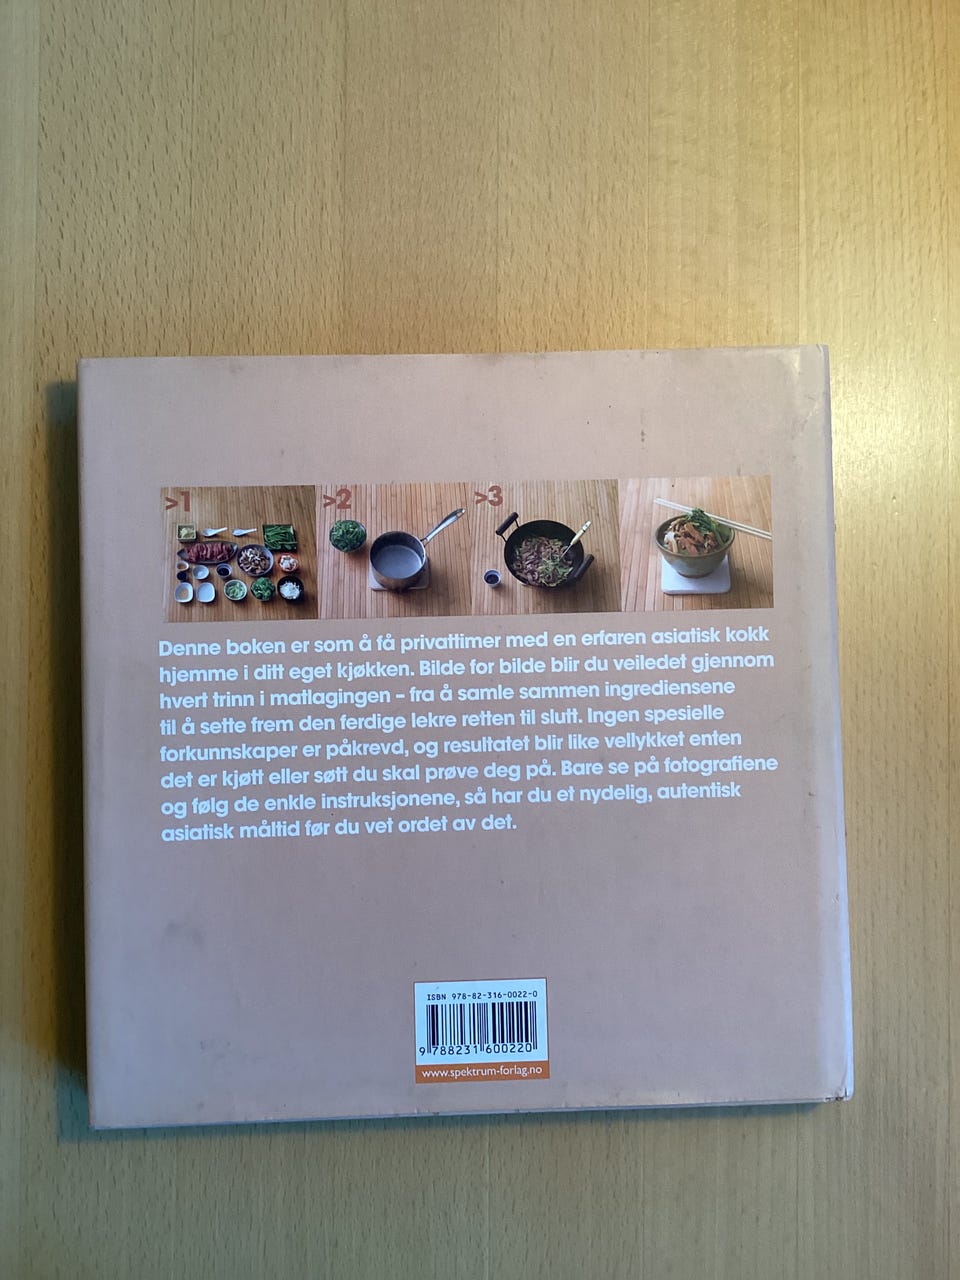 >1
>2
>3
Denne boken er som å få privattimer med en erfaren asiatisk kokk
hjemme i ditt eget kjøkken. Bilde for bilde blir du veiledet gjennom
hvert trinn i matlagingen – fra å samle sammen ingrediensene
til å sette frem den ferdige lekre retten til slutt. Ingen spesielle
forkunnskaper er påkrevd, og resultatet blir like vellykket enten
det er kjøtt eller søtt du skal prøve deg på. Bare se på fotografiene
og følg de enkle instruksjonene, så har du et nydelig, autentisk
asiatisk måltid før du vet ordet av det.
ISBN 978-82-316-0022-0
9 788231 600220
www.spektrum-forlag.no